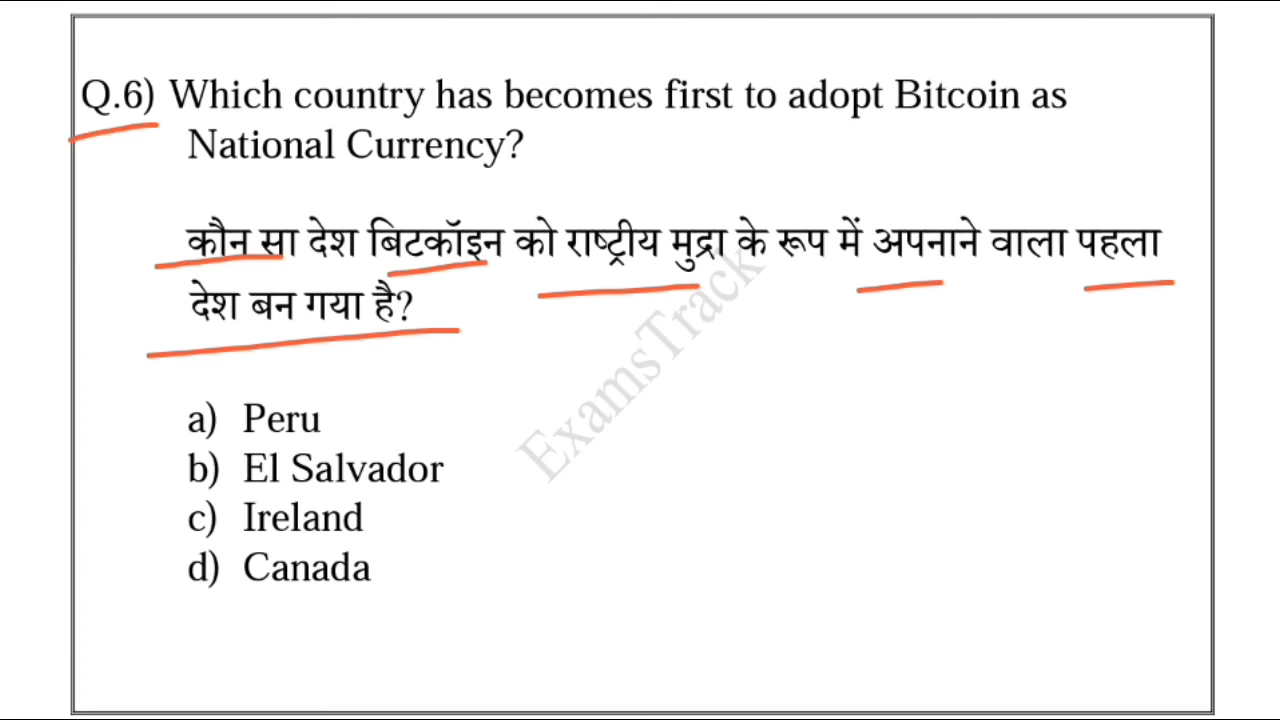 Q.6) Which country has becomes first to adopt Bitcoin as
National Currency?
कौन सा देश बिटकॉइन को राष्ट्रीय मुद्रा के रूप में अपनाने वाला पहला
देश बन गया है?
ExamsTrack
a) Peru
b) El Salvador
c) Ireland
d) Canada